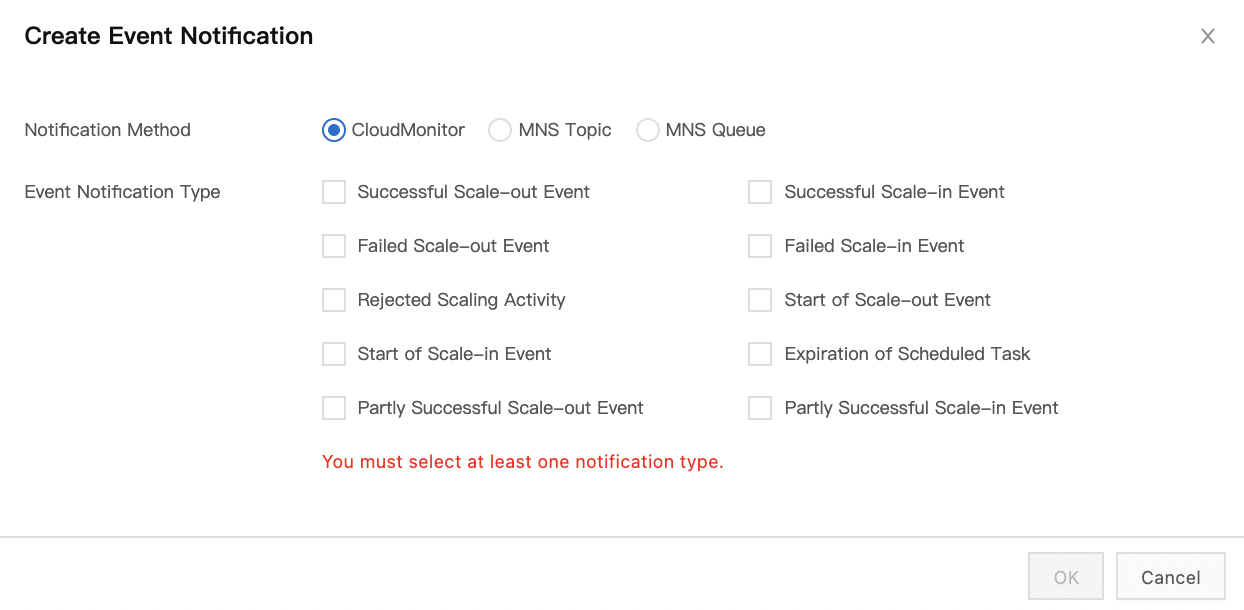 Create Event Notification
Notification Method
CloudMonitor MNS Topic MNS Queue
Event Notification Type
Successful Scale-out Event Successful Scale-in Event
Failed Scale-out Event Failed Scale-in Event
Rejected Scaling Activity Start of Scale-out Event
Start of Scale-in Event Expiration of Scheduled Task
Partly Successful Scale-out Event Partly Successful Scale-in Event
You must select at least one notification type.
OK Cancel